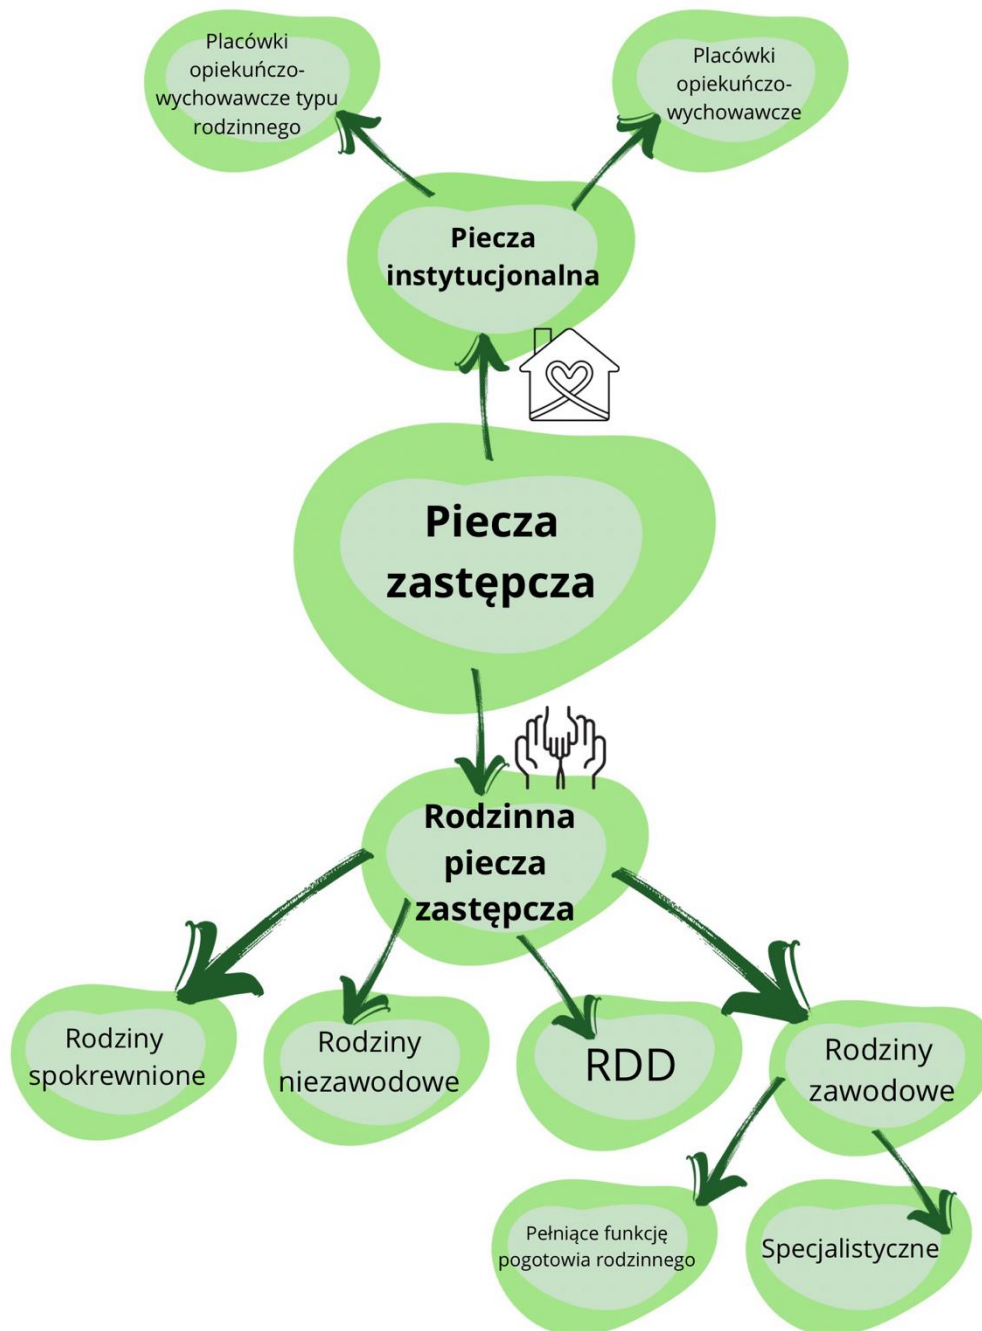 Placówki
opiekuńczo-
wychowawcze typu
rodzinnego
Placówki
opiekuńczo-
wychowawcze
Piecza
instytucjonalna
Piecza
zastępcza
Rodzinna
piecza
zastępcza
Rodziny
spokrewnione
Rodziny
niezawodowe
RDD
Rodziny
zawodowe
Pełniące funkcję
pogotowia rodzinnego
Specjalistyczne